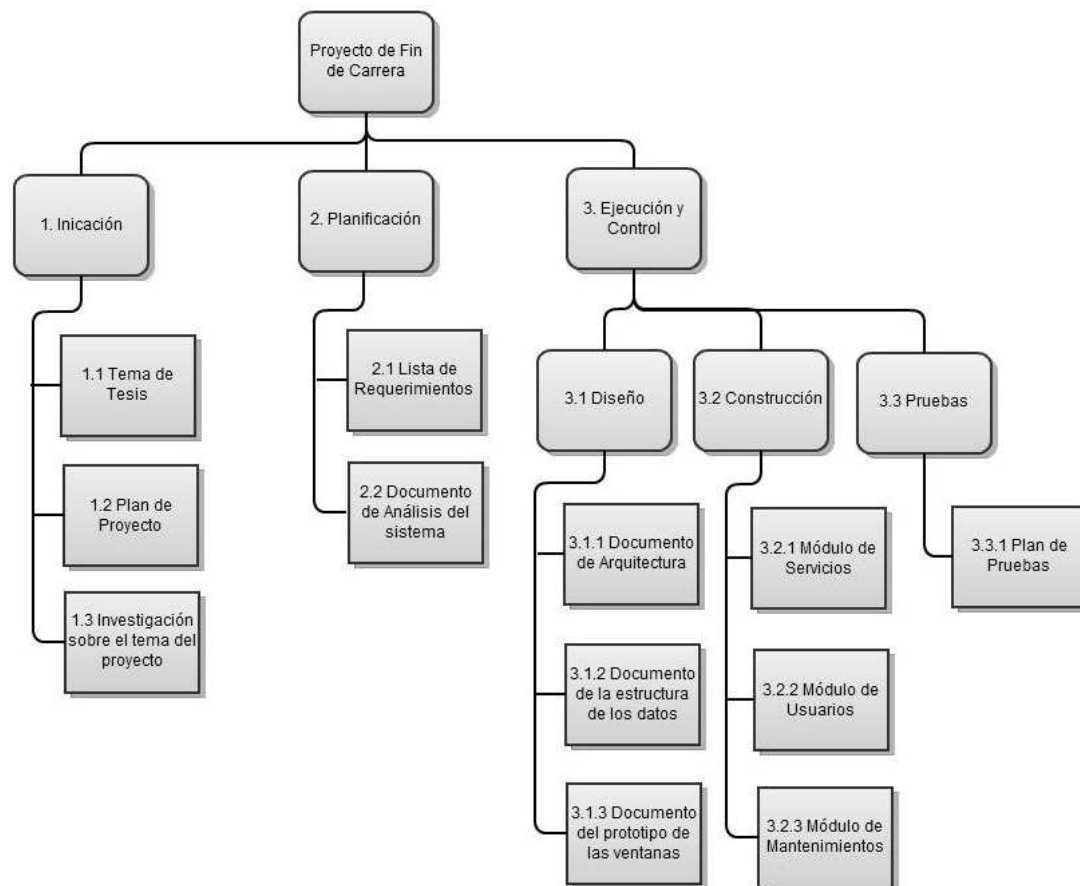 Proyecto de Fin
de Carrera
1. Inicación
2. Planificación
3. Ejecución y
Control
1.1 Tema de
Tesis
1.2 Plan de
Proyecto
1.3 Investigación
sobre el tema del
proyecto
2.1 Lista de
Requerimientos
2.2 Documento
de Análisis del
sistema
3.1 Diseño
3.2 Construcción
3.3 Pruebas
3.1.1 Documento
de Arquitectura
3.1.2 Documento
de la estructura
de los datos
3.1.3 Documento
del prototipo de
las ventanas
3.2.1 Módulo de
Servicios
3.2.2 Módulo de
Usuarios
3.2.3 Módulo de
Mantenimientos
3.3.1 Plan de
Pruebas